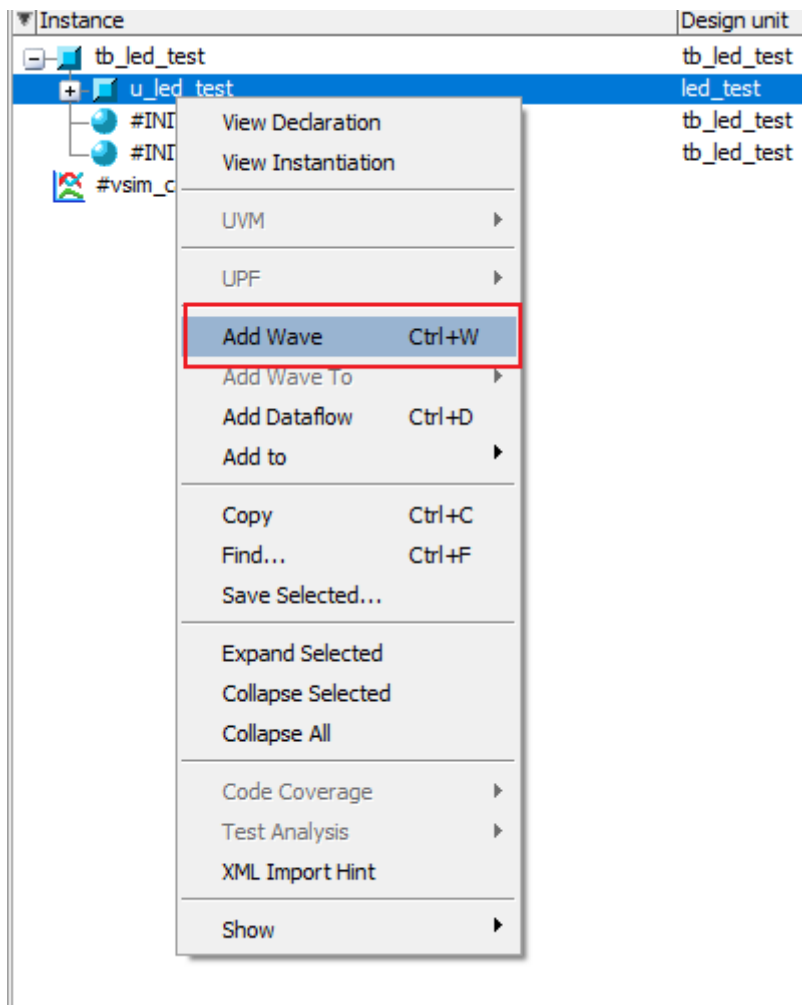 Instance Design unit
tb_led_test tb_led_test
u_led_test led_test
#INI tb_led_test
#INI tb_led_test
#vsim_c
View Declaration
View Instantiation
UVM
UPF
Add Wave Ctrl+W
Add Wave To
Add Dataflow Ctrl+D
Add to
Copy Ctrl+C
Find... Ctrl+F
Save Selected...
Expand Selected
Collapse Selected
Collapse All
Code Coverage
Test Analysis
XML Import Hint
Show